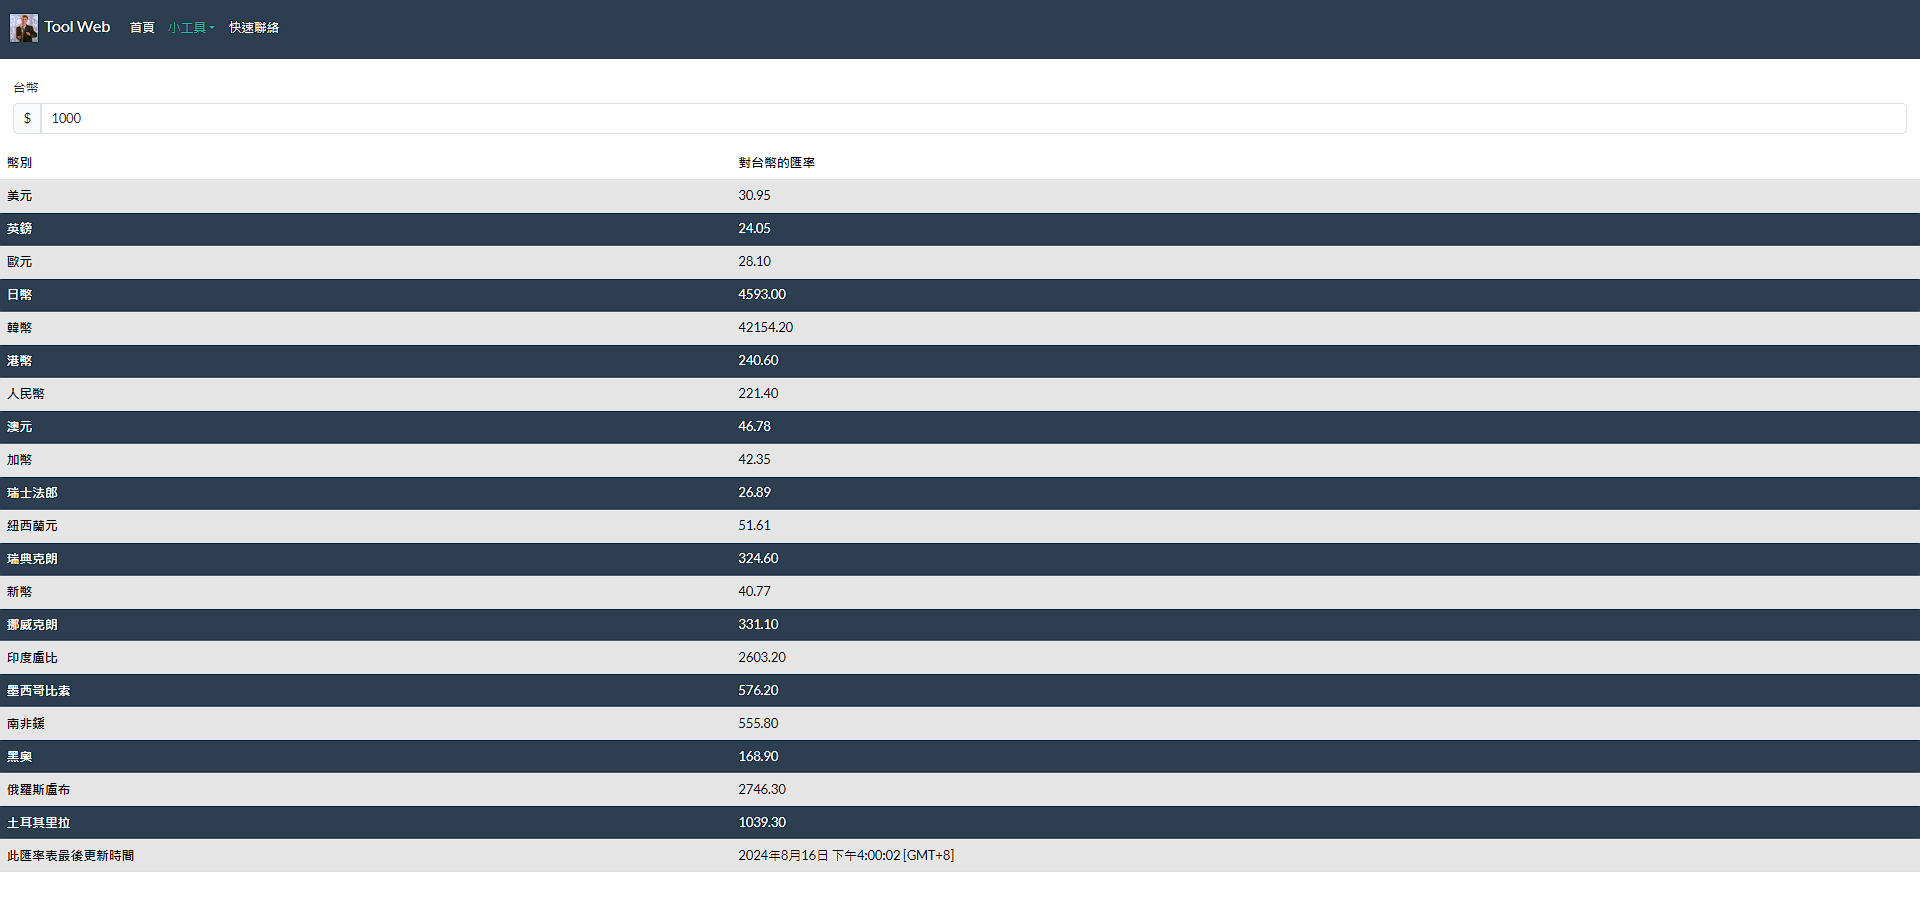 Tool Web 首頁 小工具 快速聯絡
台幣
$ 1000
幣別 對台幣的匯率
美元 30.95
英鎊 24.05
歐元 28.10
日幣 4593.00
韓幣 42154.20
港幣 240.60
人民幣 221.40
澳元 46.78
加幣 42.35
瑞士法郎 26.89
紐西蘭元 51.61
瑞典克朗 324.60
新幣 40.77
挪威克朗 331.10
印度盧比 2603.20
墨西哥比索 576.20
南非鍰 555.80
黑奧 168.90
俄羅斯盧布 2746.30
土耳其里拉 1039.30
此匯率表最後更新時間 2024年8月16日 下午4:00:02 [GMT+8]